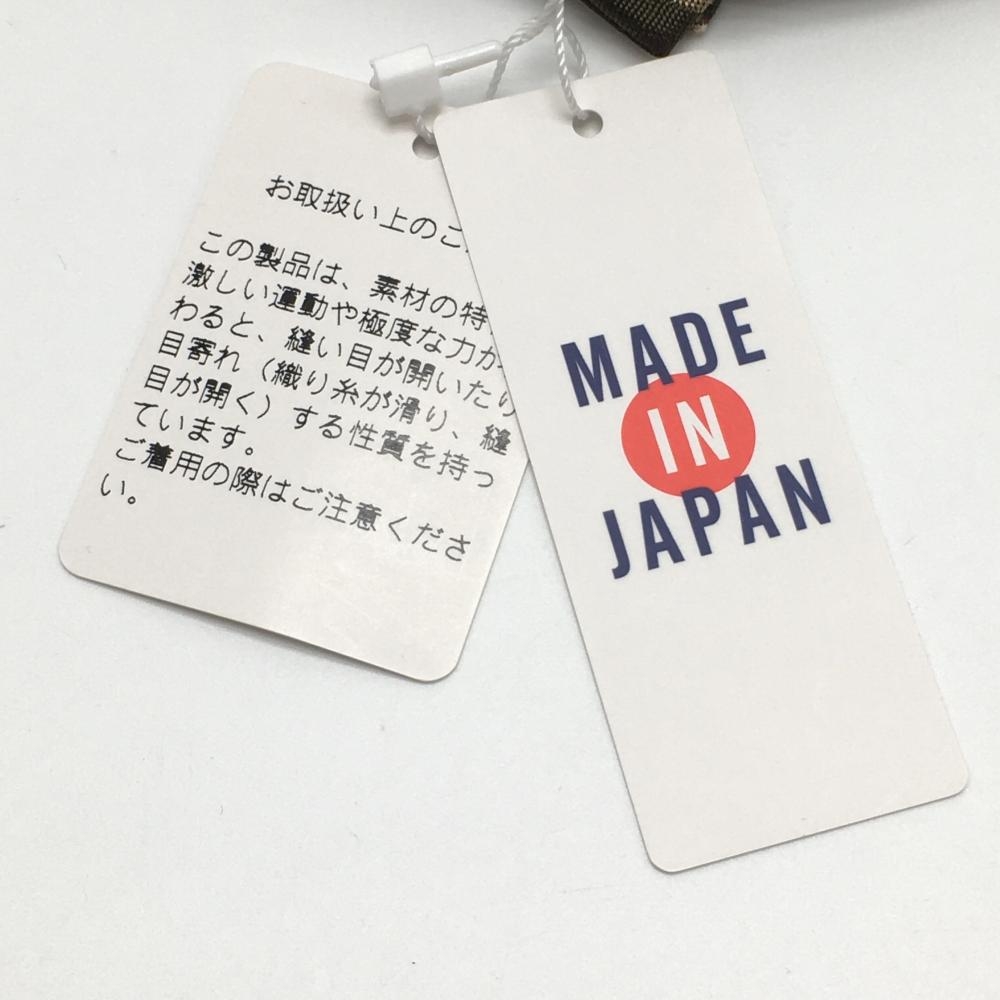 お取扱い上のご
この製品は、素材の特
激しい運動や極度な力が
わると、縫い目が開いたり
目寄れ（織り糸が滑り、縫
目が開く）する性質を持っ
ています。
ご着用の際はご注意くださ
い。
MADE
IN
JAPAN